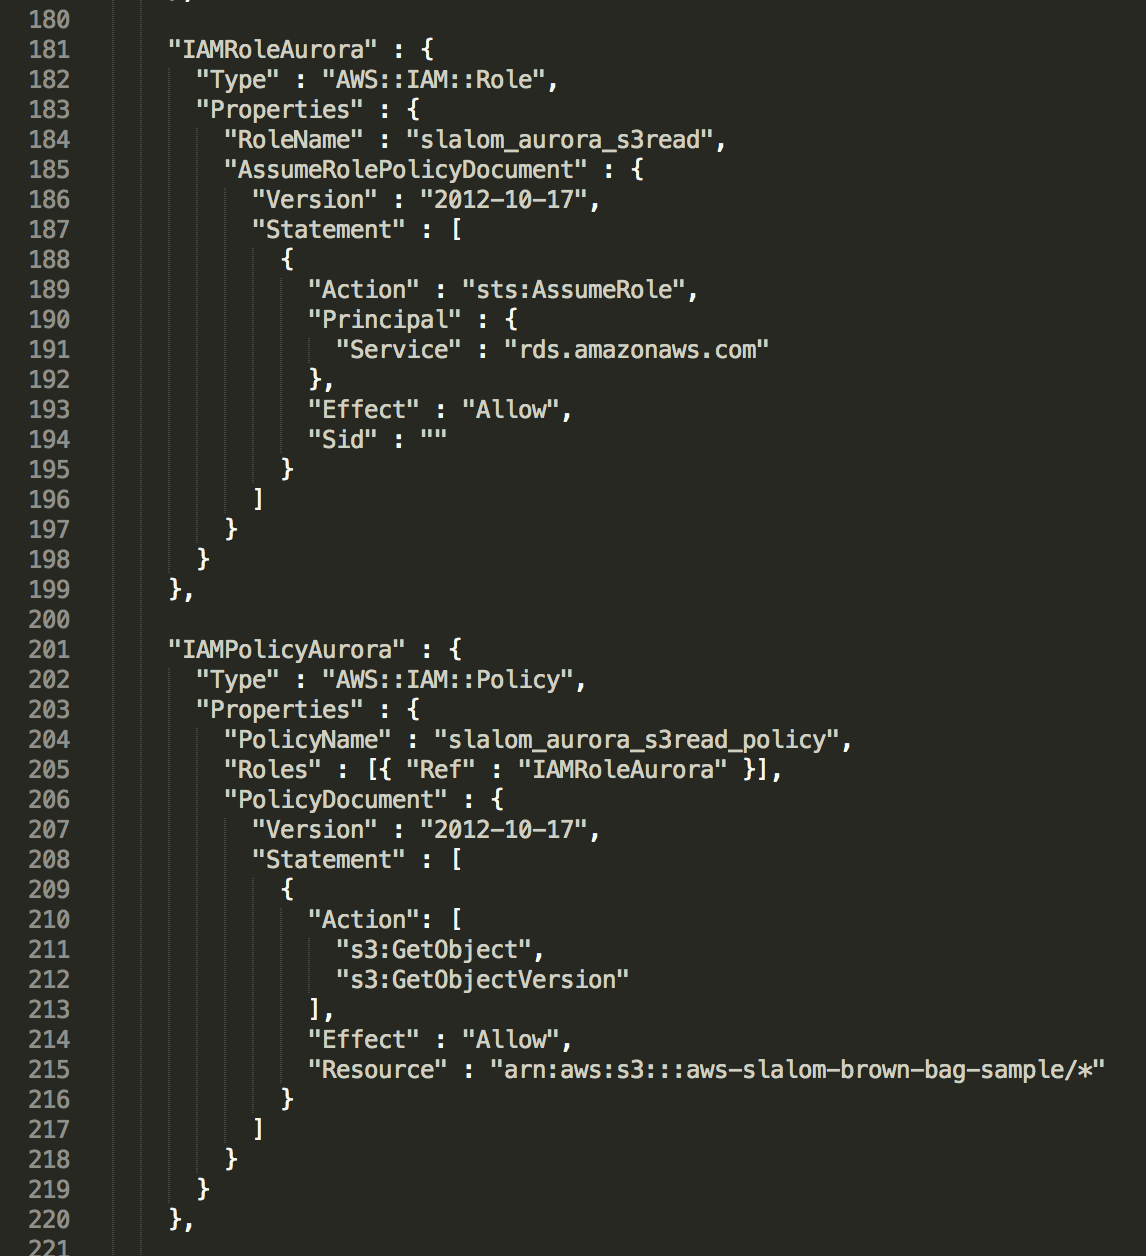 180
181 "IAMRoleAurora" : {
182 "Type" : "AWS::IAM::Role",
183 "Properties" : {
184 "RoleName" : "slalom_aurora_s3read",
185 "AssumeRolePolicyDocument" : {
186 "Version" : "2012-10-17",
187 "Statement" : [
188 {
189 "Action" : "sts:AssumeRole",
190 "Principal" : {
191 "Service" : "rds.amazonaws.com"
192 },
193 "Effect" : "Allow",
194 "Sid" : ""
195 }
196 ]
197 }
198 }
199 },
200
201 "IAMPolicyAurora" : {
202 "Type" : "AWS::IAM::Policy",
203 "Properties" : {
204 "PolicyName" : "slalom_aurora_s3read_policy",
205 "Roles" : [{ "Ref" : "IAMRoleAurora" }],
206 "PolicyDocument" : {
207 "Version" : "2012-10-17",
208 "Statement" : [
209 {
210 "Action": [
211 "s3:GetObject",
212 "s3:GetObjectVersion"
213 ],
214 "Effect" : "Allow",
215 "Resource" : "arn:aws:s3:::aws-slalom-brown-bag-sample/*"
216 }
217 ]
218 }
219 }
220 },
221